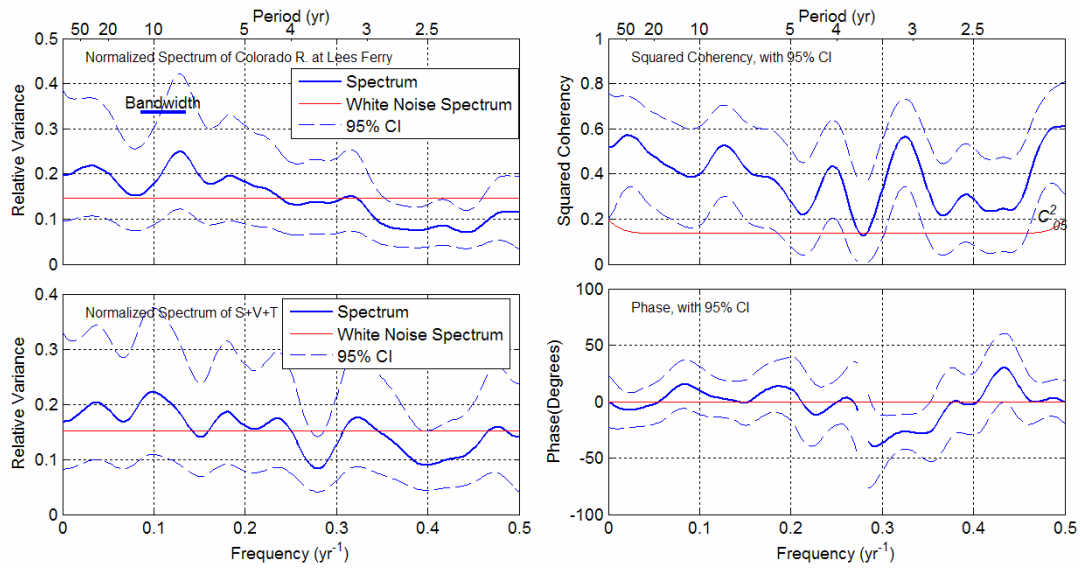 Period (yr)
50 20 10 5 4 3 2.5
0.5
0.4
0.3
0.2
0.1
0
Relative Variance
Normalized Spectrum of Colorado R. at Lees Ferry
Bandwidth
Spectrum
White Noise Spectrum
95% CI
Period (yr)
50 20 10 5 4 3 2.5
1
0.8
0.6
0.4
0.2
0
Squared Coherency
Squared Coherency, with 95% CI
C².05
0.4
0.3
0.2
0.1
0
Relative Variance
Normalized Spectrum of S+V+T
Spectrum
White Noise Spectrum
95% CI
0 0.1 0.2 0.3 0.4 0.5
Frequency (yr⁻¹)
100
50
0
-50
-100
Phase(Degrees)
Phase, with 95% CI
0 0.1 0.2 0.3 0.4 0.5
Frequency (yr⁻¹)